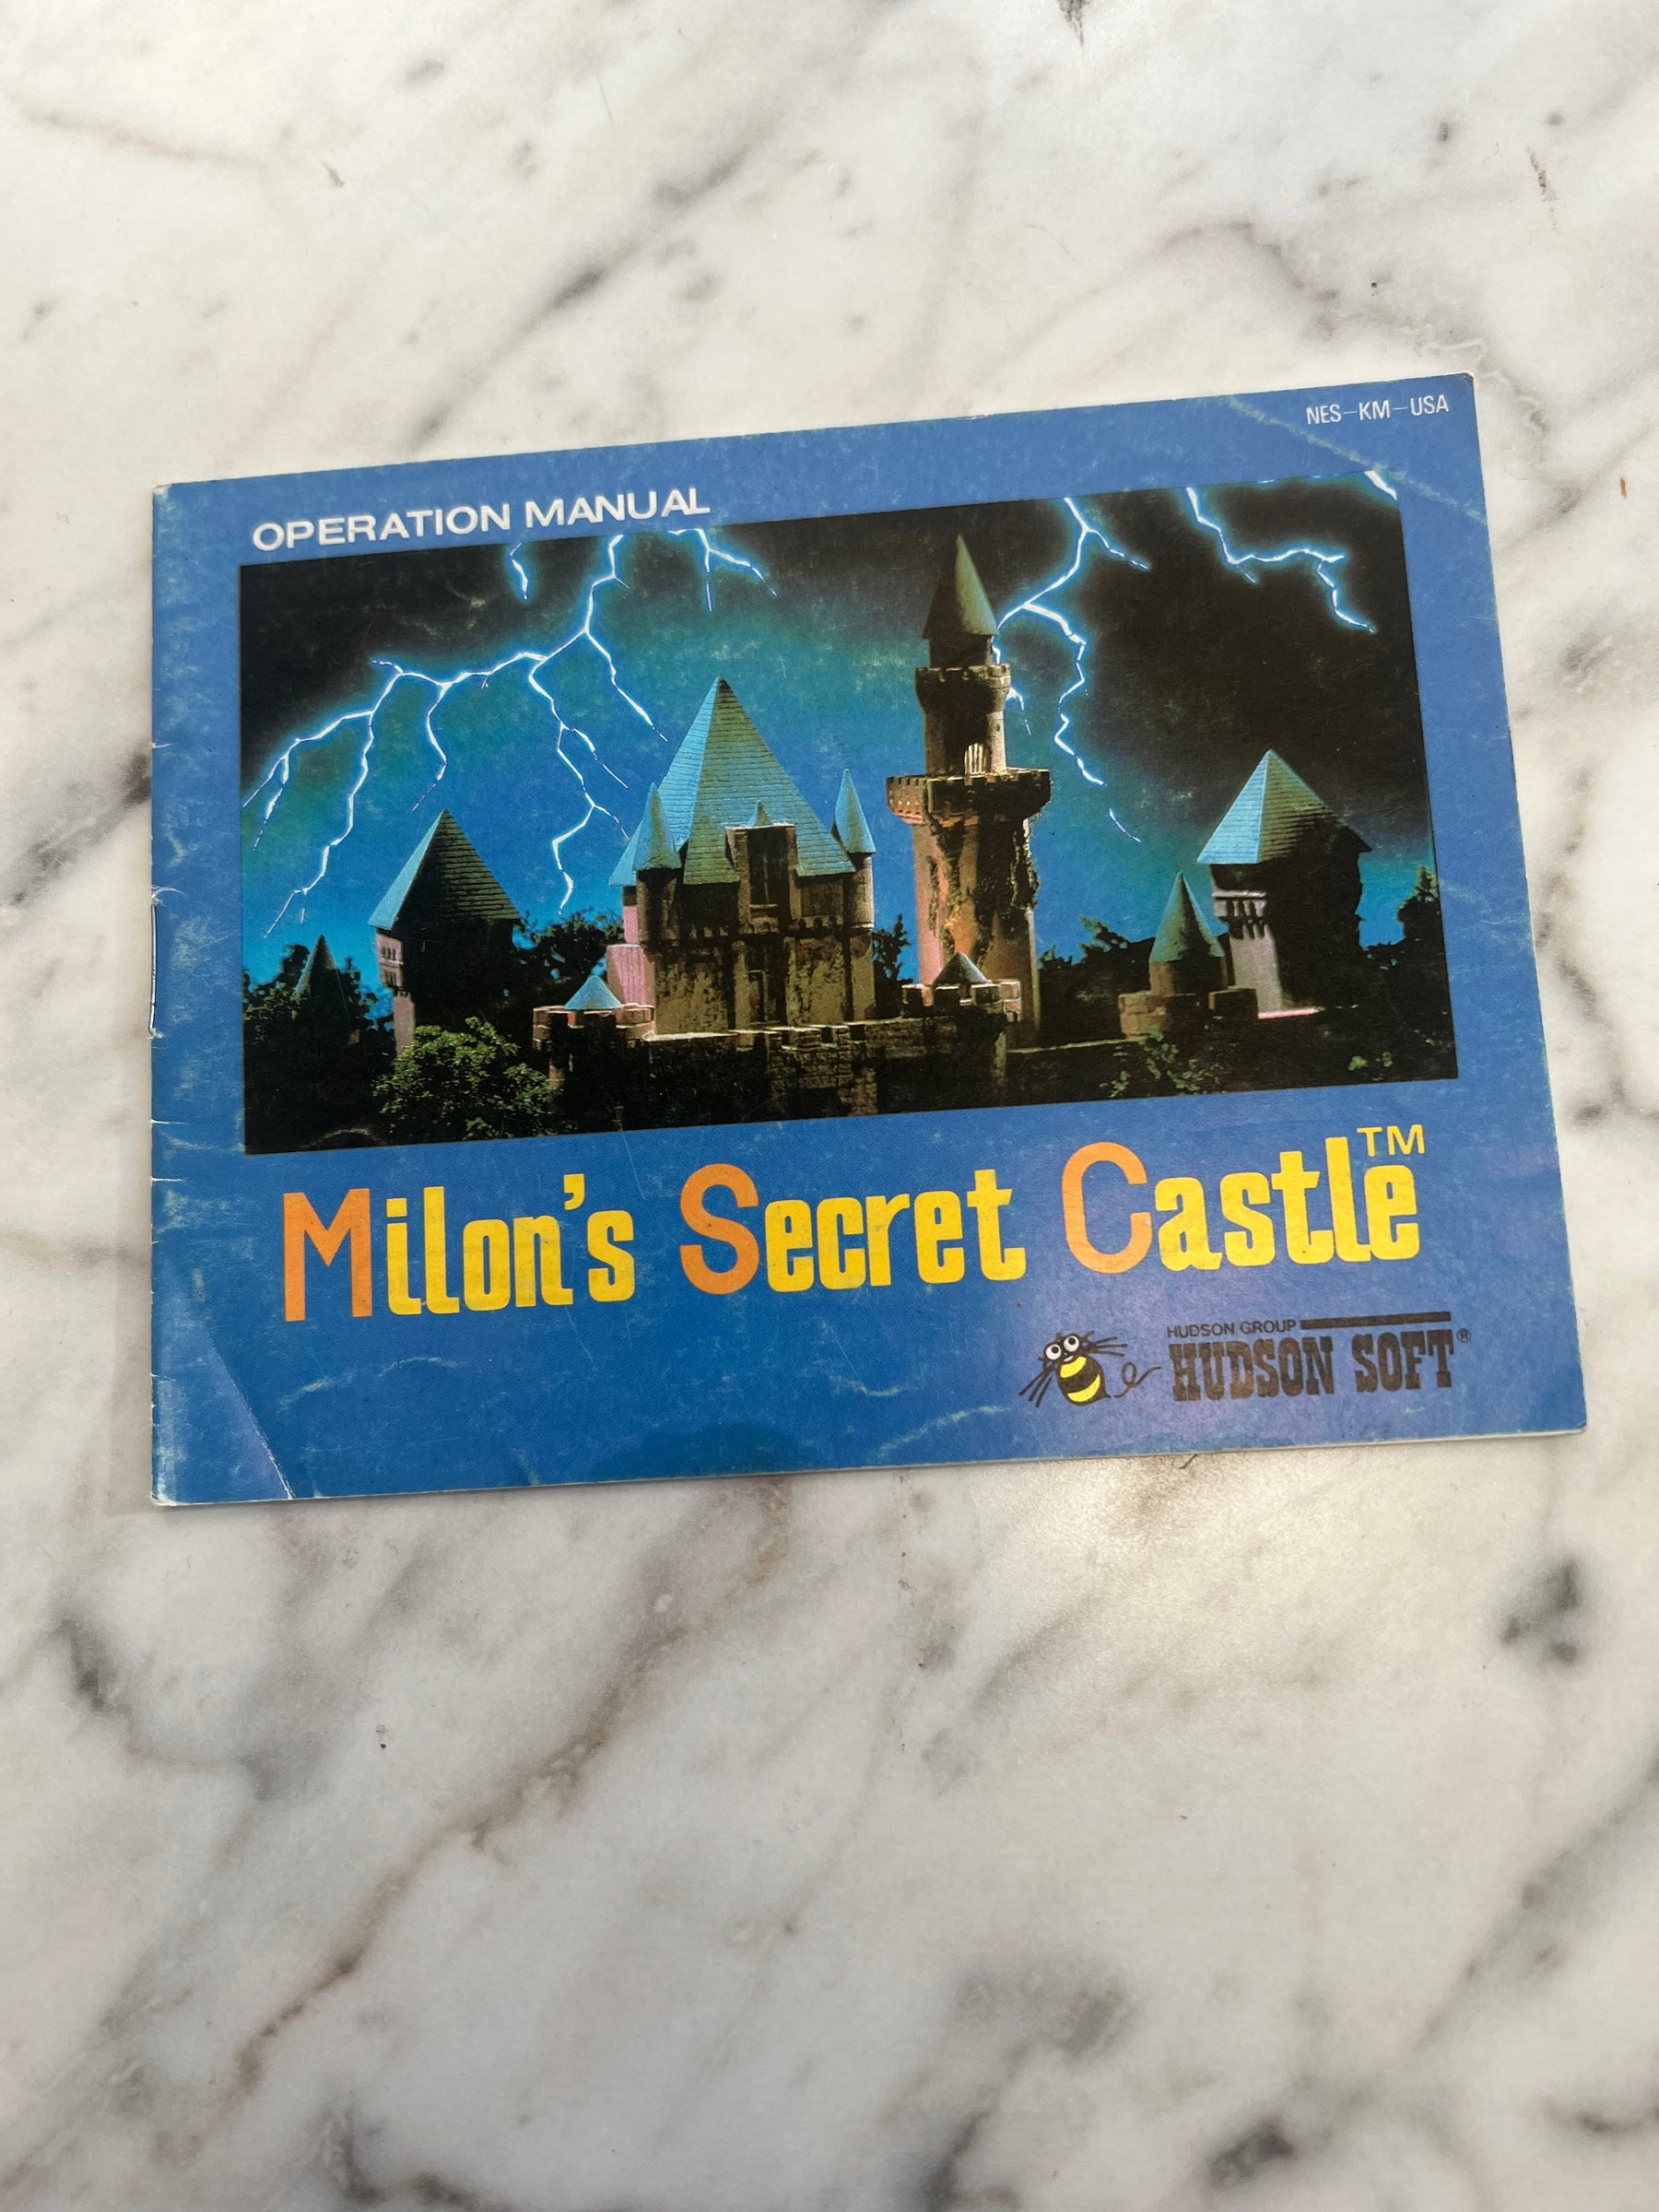 NES-KM-USA
OPERATION MANUAL
Milon's Secret Castle™
HUDSON GROUP
HUDSON SOFT®